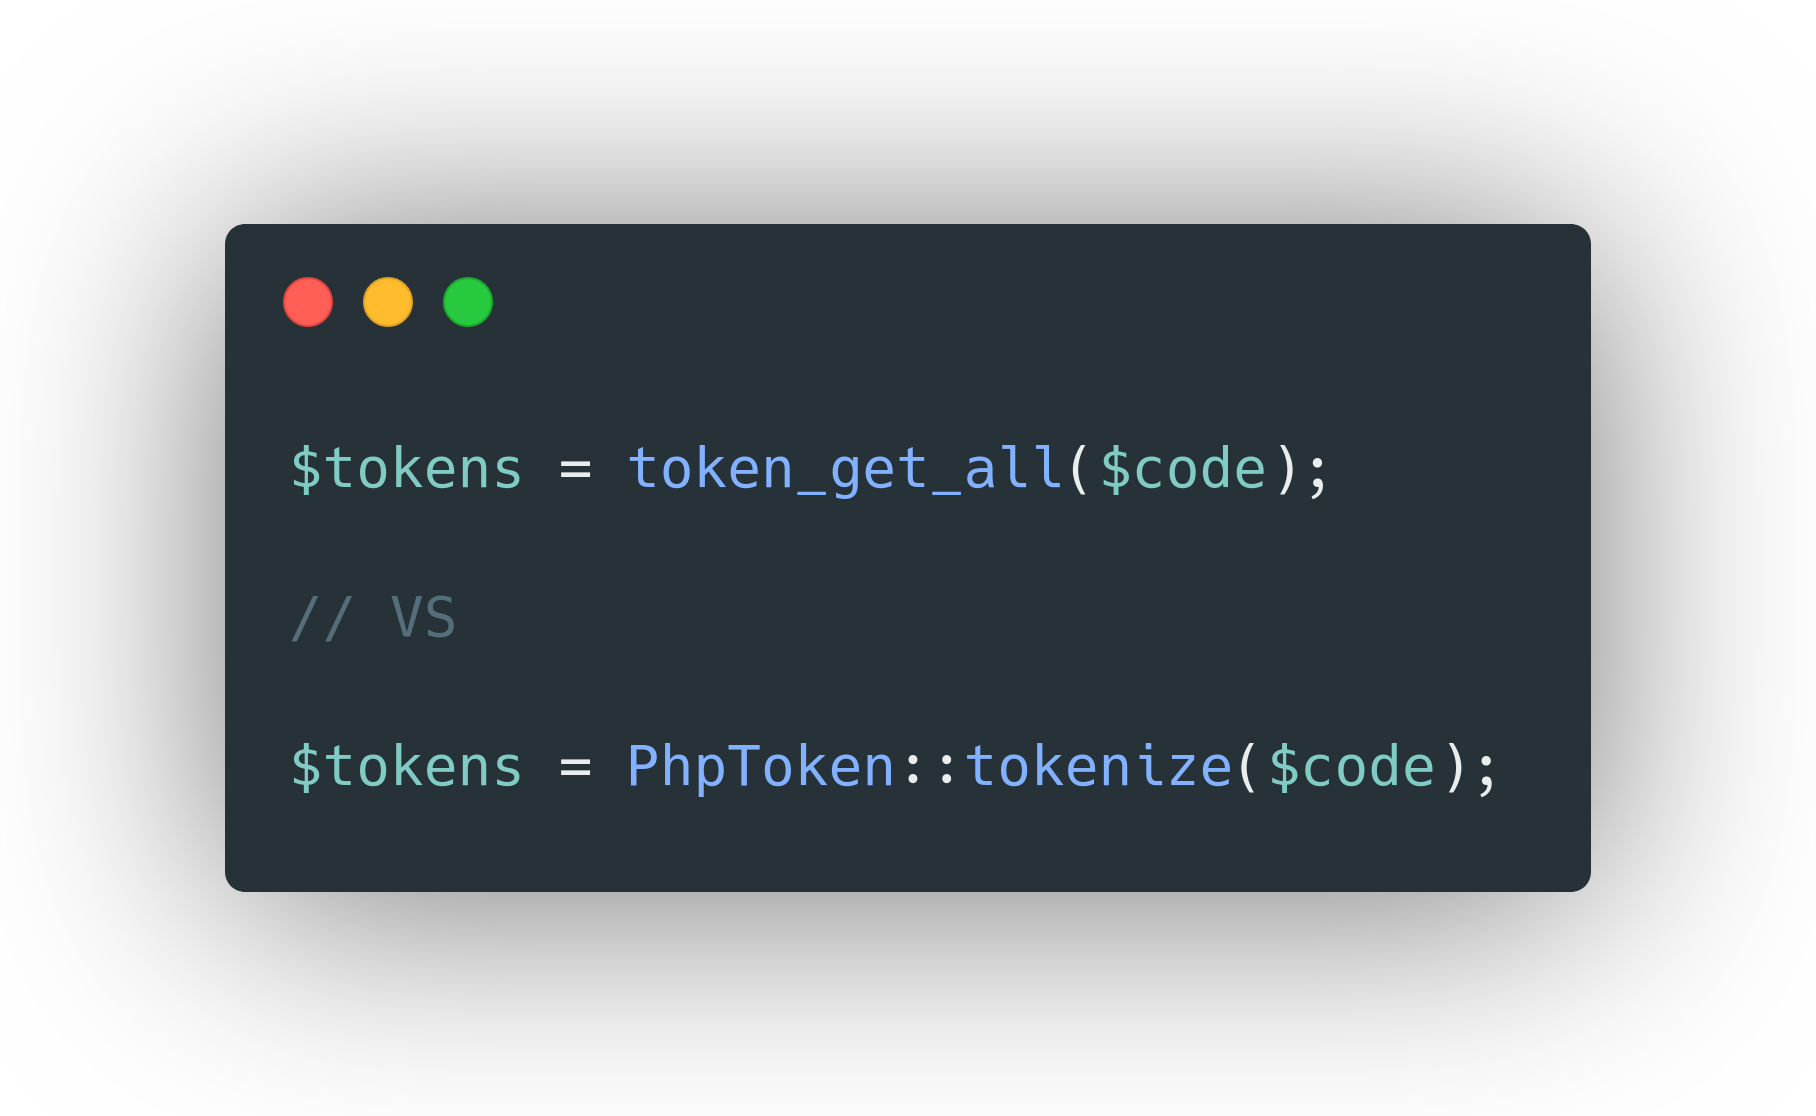 $tokens = token_get_all($code);
// VS
$tokens = PhpToken::tokenize($code);